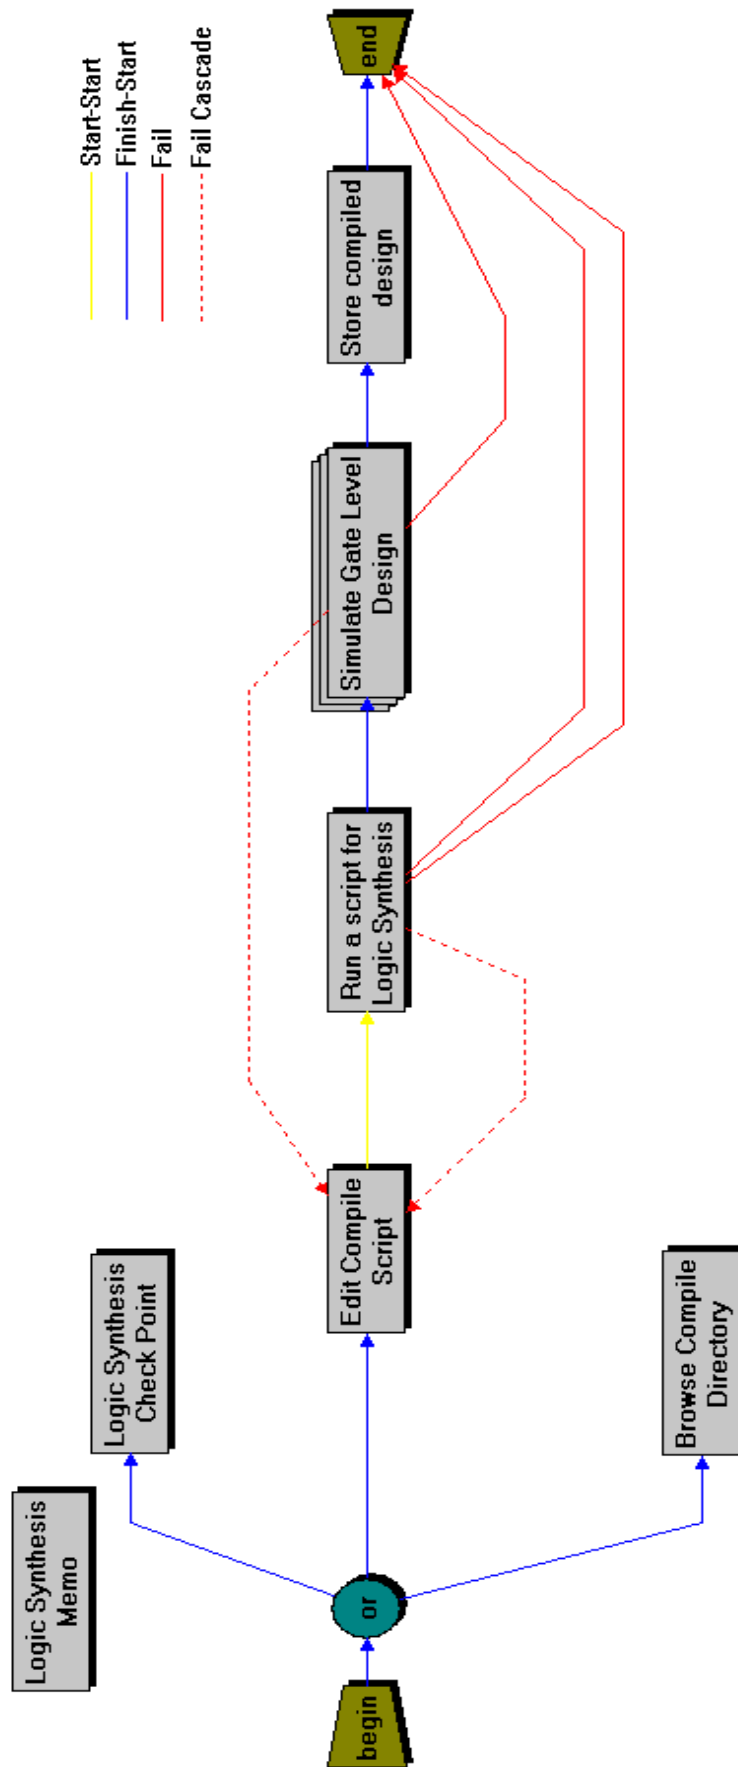 Start-Start
Finish-Start
Fail
Fail Cascade
Logic Synthesis
Memo
Logic Synthesis
Check Point
begin
or
Edit Compile
Script
Run a script for
Logic Synthesis
Simulate Gate Level
Design
Store compiled
design
end
Browse Compile
Directory